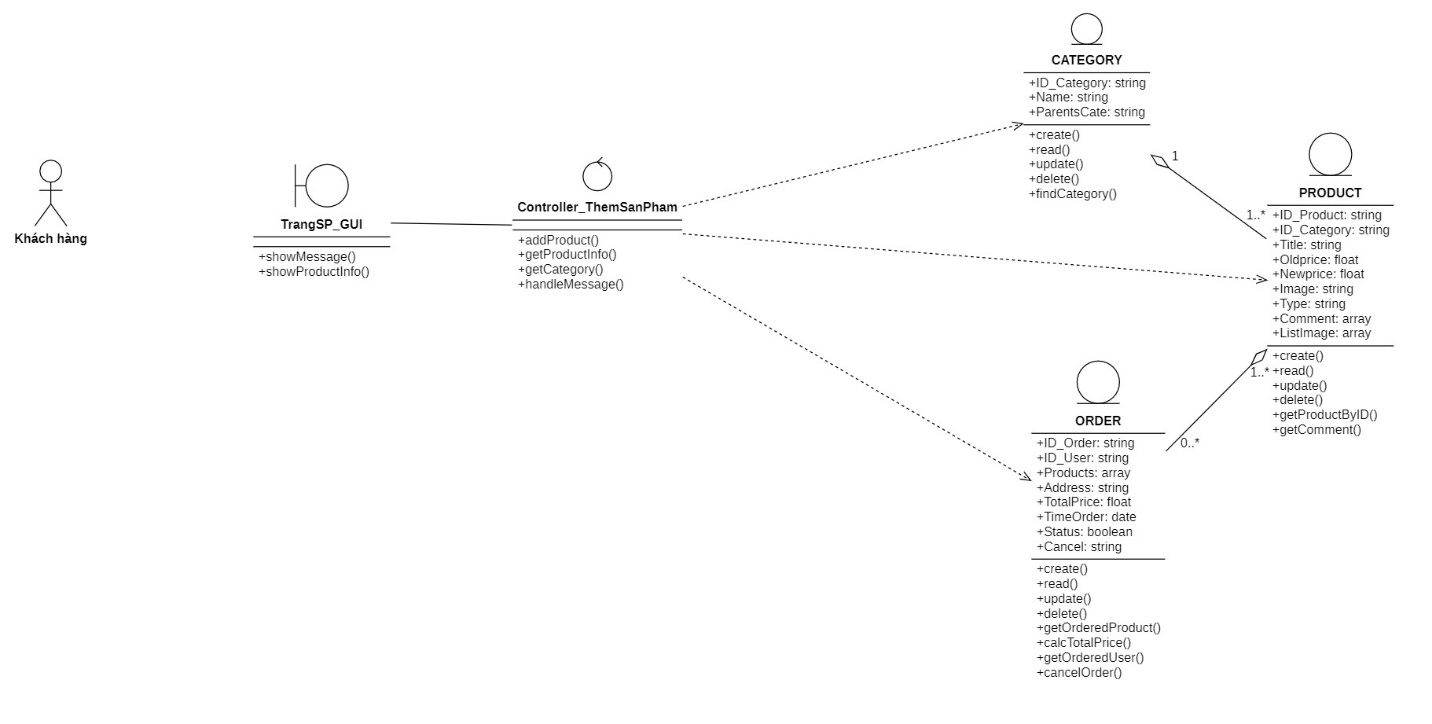 Khách hàng
TrangSP_GUI
+showMessage()
+showProductInfo()
Controller_ThemSanPham
+addProduct()
+getProductInfo()
+getCategory()
+handleMessage()
CATEGORY
+ID_Category: string
+Name: string
+ParentsCate: string
+create()
+read()
+update()
+delete()
+findCategory()
1
1..*
PRODUCT
+ID_Product: string
+ID_Category: string
+Title: string
+Oldprice: float
+Newprice: float
+Image: string
+Type: string
+Comment: array
+ListImage: array
+create()
+read()
+update()
+delete()
+getProductByID()
+getComment()
1..*
0..*
ORDER
+ID_Order: string
+ID_User: string
+Products: array
+Address: string
+TotalPrice: float
+TimeOrder: date
+Status: boolean
+Cancel: string
+create()
+read()
+update()
+delete()
+getOrderedProduct()
+calcTotalPrice()
+getOrderedUser()
+cancelOrder()